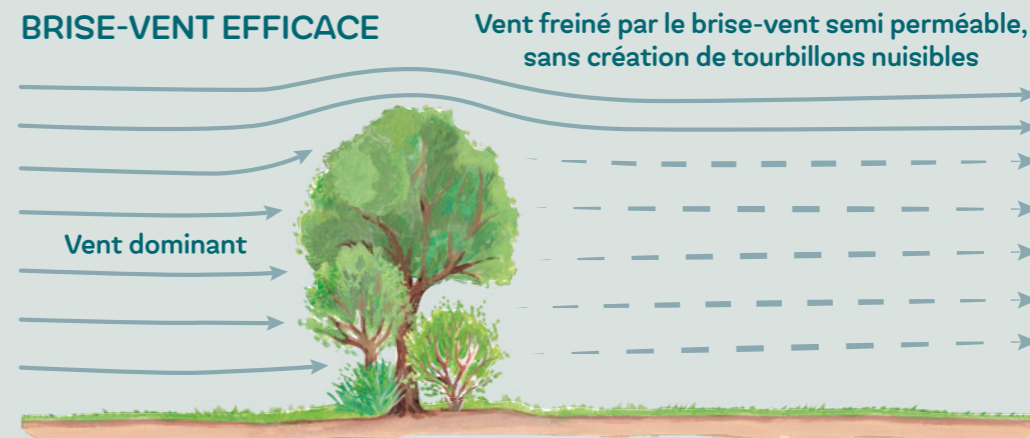 BRISE-VENT EFFICACE
Vent freiné par le brise-vent semi perméable,
sans création de tourbillons nuisibles
Vent dominant